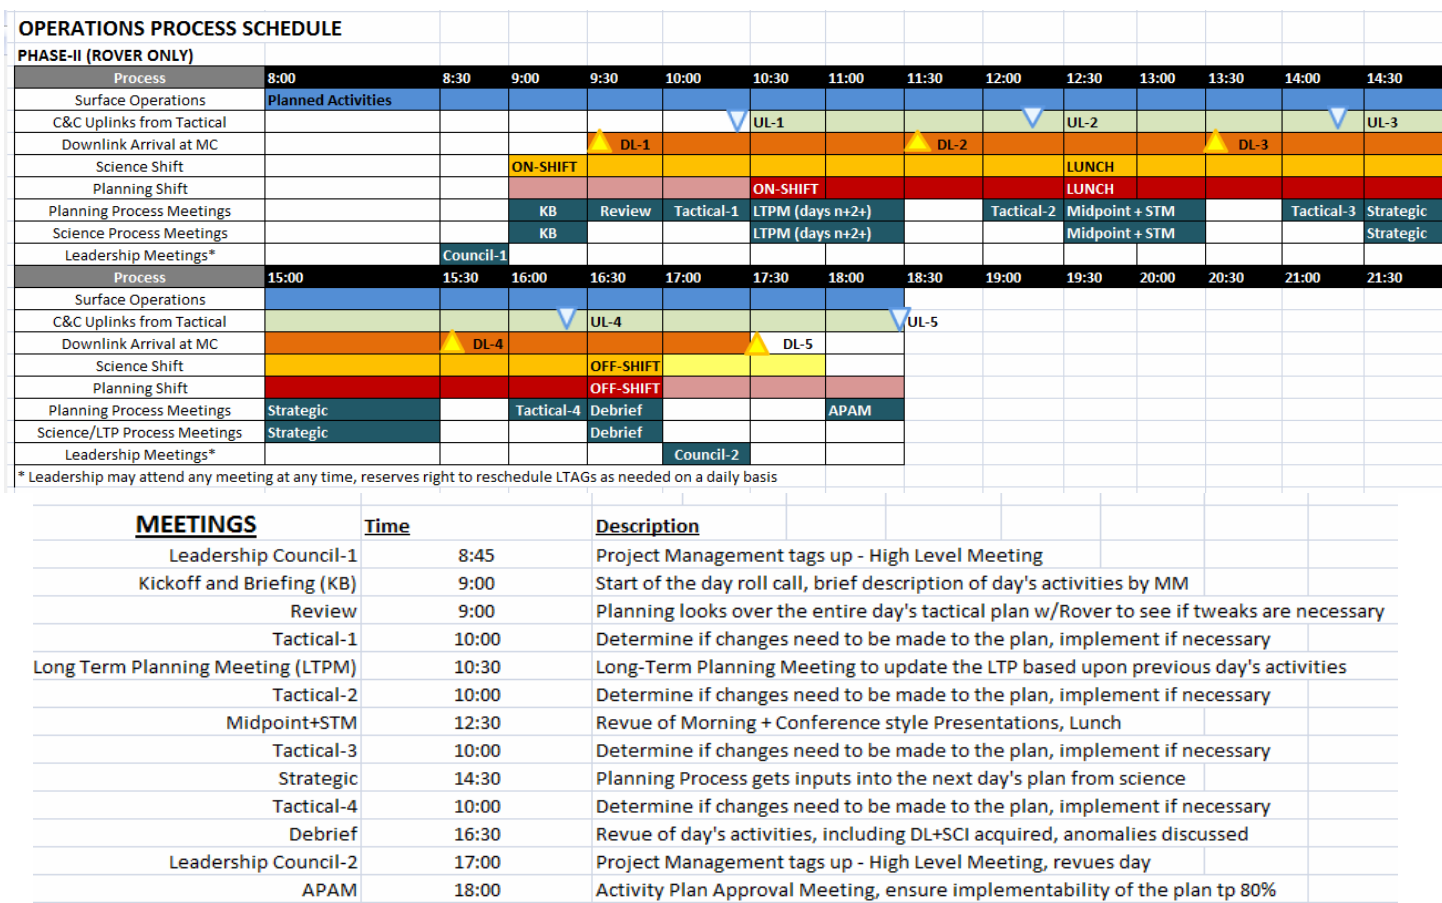 OPERATIONS PROCESS SCHEDULE
PHASE-II (ROVER ONLY)
Process 8:00 8:30 9:00 9:30 10:00 10:30 11:00 11:30 12:00 12:30 13:00 13:30 14:00 14:30
Surface Operations Planned Activities
C&C Uplinks from Tactical UL-1 UL-2 UL-3
Downlink Arrival at MC DL-1 DL-2 DL-3
Science Shift ON-SHIFT LUNCH
Planning Shift ON-SHIFT LUNCH
Planning Process Meetings KB Review Tactical-1 LTPM (days n+2+) Tactical-2 Midpoint + STM Tactical-3 Strategic
Science Process Meetings KB LTPM (days n+2+) Midpoint + STM Strategic
Leadership Meetings* Council-1
Process 15:00 15:30 16:00 16:30 17:00 17:30 18:00 18:30 19:00 19:30 20:00 20:30 21:00 21:30
Surface Operations
C&C Uplinks from Tactical UL-4 UL-5
Downlink Arrival at MC DL-4 DL-5
Science Shift OFF-SHIFT
Planning Shift OFF-SHIFT
Planning Process Meetings Strategic Tactical-4 Debrief APAM
Science/LTP Process Meetings Strategic Debrief
Leadership Meetings* Council-2
* Leadership may attend any meeting at any time, reserves right to reschedule LTAGs as needed on a daily basis
MEETINGS Time Description
Leadership Council-1 8:45 Project Management tags up - High Level Meeting
Kickoff and Briefing (KB) 9:00 Start of the day roll call, brief description of day's activities by MM
Review 9:00 Planning looks over the entire day's tactical plan w/Rover to see if tweaks are necessary
Tactical-1 10:00 Determine if changes need to be made to the plan, implement if necessary
Long Term Planning Meeting (LTPM) 10:30 Long-Term Planning Meeting to update the LTP based upon previous day's activities
Tactical-2 10:00 Determine if changes need to be made to the plan, implement if necessary
Midpoint+STM 12:30 Revue of Morning + Conference style Presentations, Lunch
Tactical-3 10:00 Determine if changes need to be made to the plan, implement if necessary
Strategic 14:30 Planning Process gets inputs into the next day's plan from science
Tactical-4 10:00 Determine if changes need to be made to the plan, implement if necessary
Debrief 16:30 Revue of day's activities, including DL+SCI acquired, anomalies discussed
Leadership Council-2 17:00 Project Management tags up - High Level Meeting, revues day
APAM 18:00 Activity Plan Approval Meeting, ensure implementability of the plan tp 80%